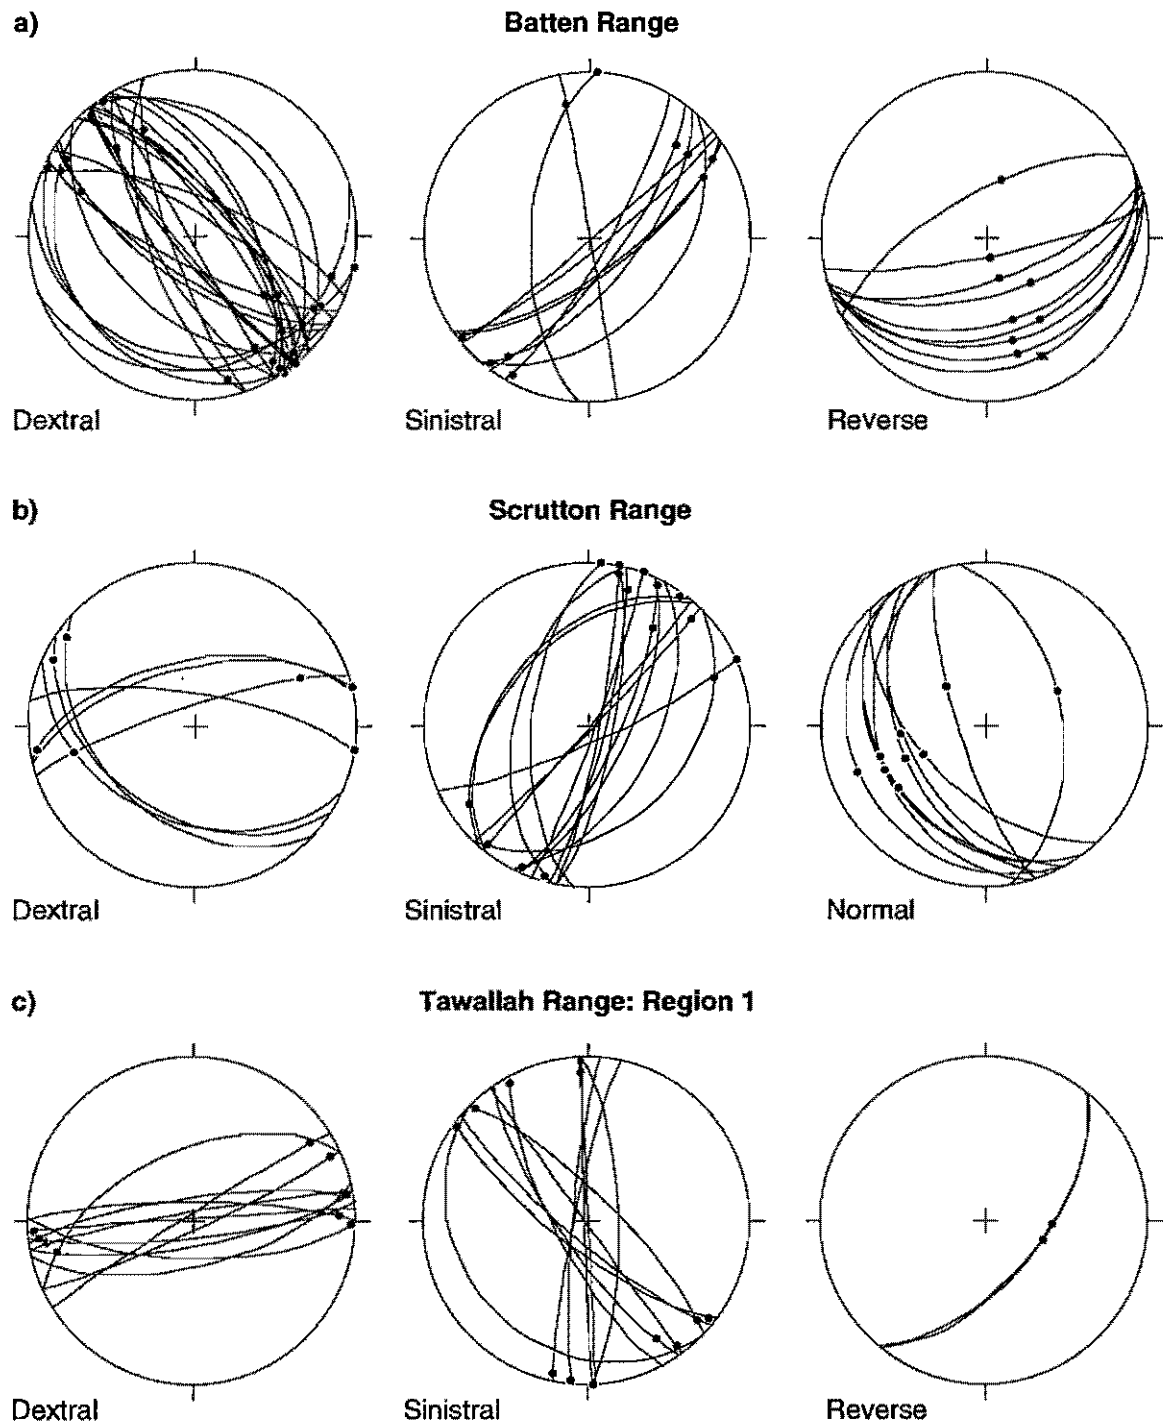 a) Batten Range
Dextral Sinistral Reverse
b) Scrutton Range
Dextral Sinistral Normal
c) Tawallah Range: Region 1
Dextral Sinistral Reverse